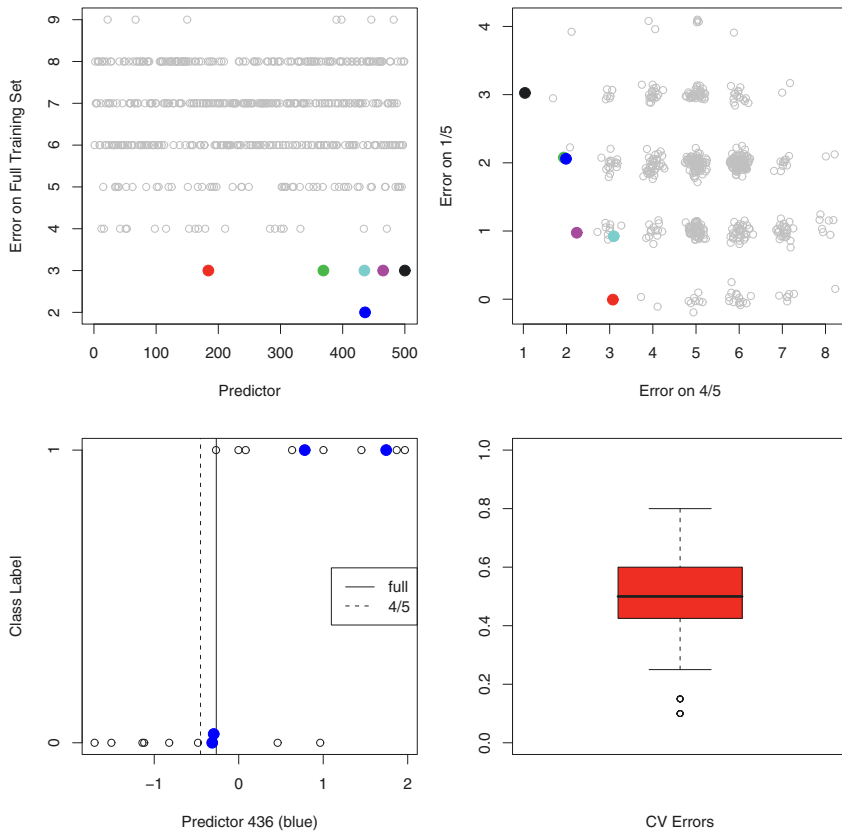 Error on Full Training Set
9
8
7
6
5
4
3
2
0 100 200 300 400 500
Predictor
Error on 1/5
4
3
2
1
0
1 2 3 4 5 6 7 8
Error on 4/5
Class Label
1
0
full
4/5
−1 0 1 2
Predictor 436 (blue)
1.0
0.8
0.6
0.4
0.2
0.0
CV Errors